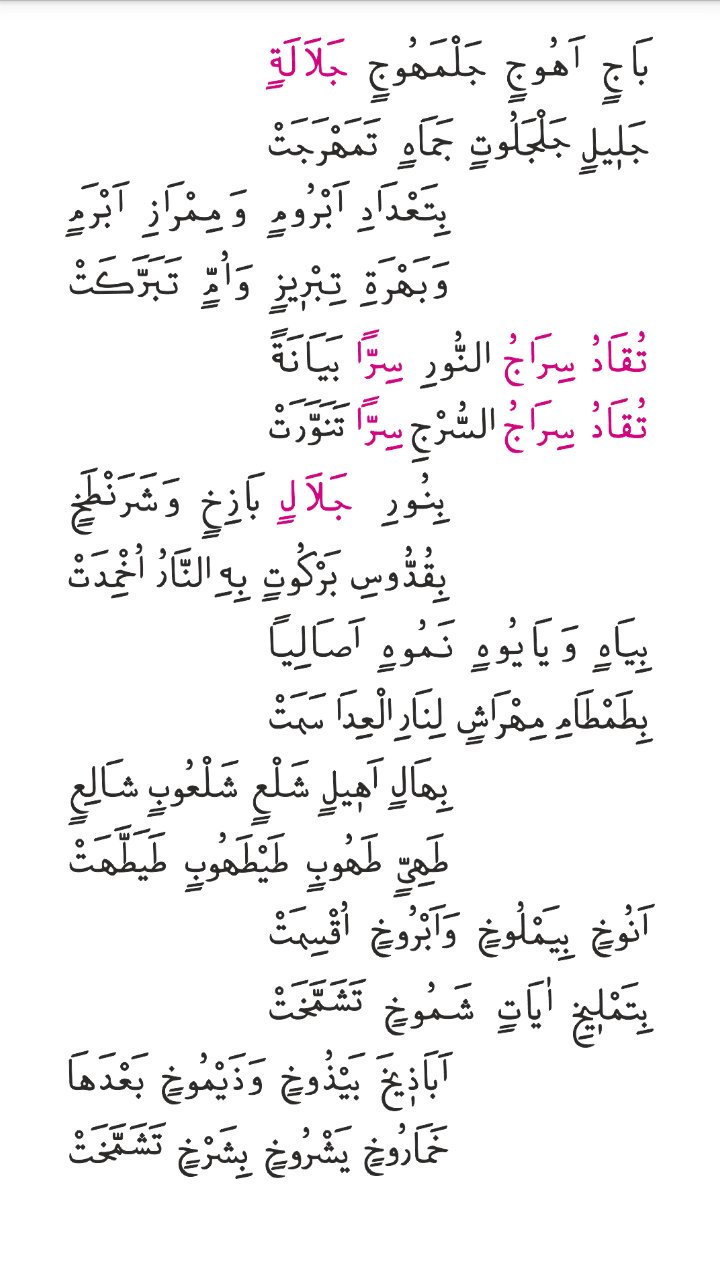 بَاجٍ اَهُوجٍ جَلْمَهُوجٍ جَلَالَةٍ
جَلٖيلٍ جَلْجَلُوتٍ جَمَاهٍ تَمَهْرَجَتْ
بِتَعْدَادِ اَبْرُومٍ وَ مِمْرَازِ اَبْرَمٍ
وَبَهْرَةِ تِبْرٖيزٍ وَاُمٍّ تَبَرَّكَتْ
تُقَادُ سِرَاجُ النُّورِ سِرًّا بَيَانَةً
تُقَادُ سِرَاجُ السُّرْجِ سِرًّا تَنَوَّرَتْ
بِنُورِ جَلَالٍ بَازِخٍ وَشَرَنْطَخٍ
بِقُدُّوسِ بَرْكُوتٍ بِهِ النَّارُ اُخْمِدَتْ
بِيَاهٍ وَ يَا يُوهٍ نَمُوهٍ اَصَالِياً
بِطَمْطَامِ مِهْرَاشٍ لِنَارِ الْعِدَا سَمَتْ
بِهَالٍ اَهٖيلٍ شَلْعٍ شَلْعُوبٍ شَالِعٍ
طَهِىٍّ طَهُوبٍ طَيْطَهُوبٍ طَيَطَّهَتْ
اَنُوخٍ بِيَمْلُوخٍ وَاَبْرُوخٍ اُقْسِمَتْ
بِتَمْلٖيخِ اٰيَاتٍ شَمُوخٍ تَشَمَّخَتْ
اَبَاذٖيخَ بَيْذُوخٍ وَذَيْمُوخٍ بَعْدَهَا
خَمَارُوخٍ يَشْرُوخٍ بِشَرْخٍ تَشَمَّخَتْ